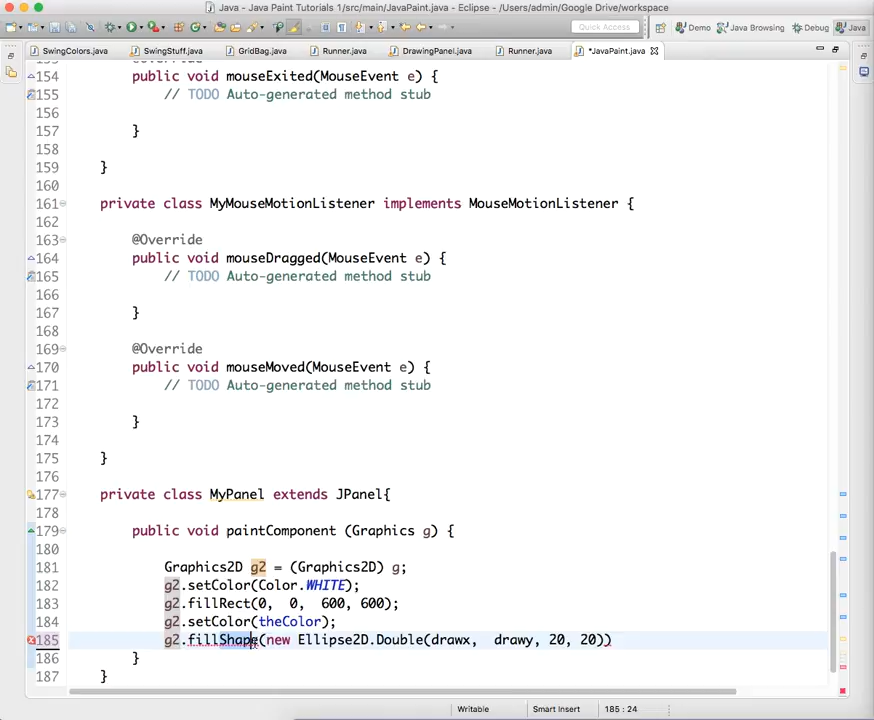 Java - Java Paint Tutorials 1/src/main/JavaPaint.java - Eclipse - /Users/admin/Google Drive/workspace
Quick Access Demo Java Browsing Debug Java
SwingColors.java SwingStuff.java GridBag.java Runner.java DrawingPanel.java Runner.java *JavaPaint.java
154 public void mouseExited(MouseEvent e) {
155 // TODO Auto-generated method stub
156
157 }
158
159 }
160
161 private class MyMouseMotionListener implements MouseMotionListener {
162
163 @Override
164 public void mouseDragged(MouseEvent e) {
165 // TODO Auto-generated method stub
166
167 }
168
169 @Override
170 public void mouseMoved(MouseEvent e) {
171 // TODO Auto-generated method stub
172
173 }
174
175 }
176
177 private class MyPanel extends JPanel{
178
179 public void paintComponent (Graphics g) {
180
181 Graphics2D g2 = (Graphics2D) g;
182 g2.setColor(Color.WHITE);
183 g2.fillRect(0, 0, 600, 600);
184 g2.setColor(theColor);
185 g2.fillShape(new Ellipse2D.Double(drawx, drawy, 20, 20))
186 }
187 }
Writable Smart Insert 185 : 24